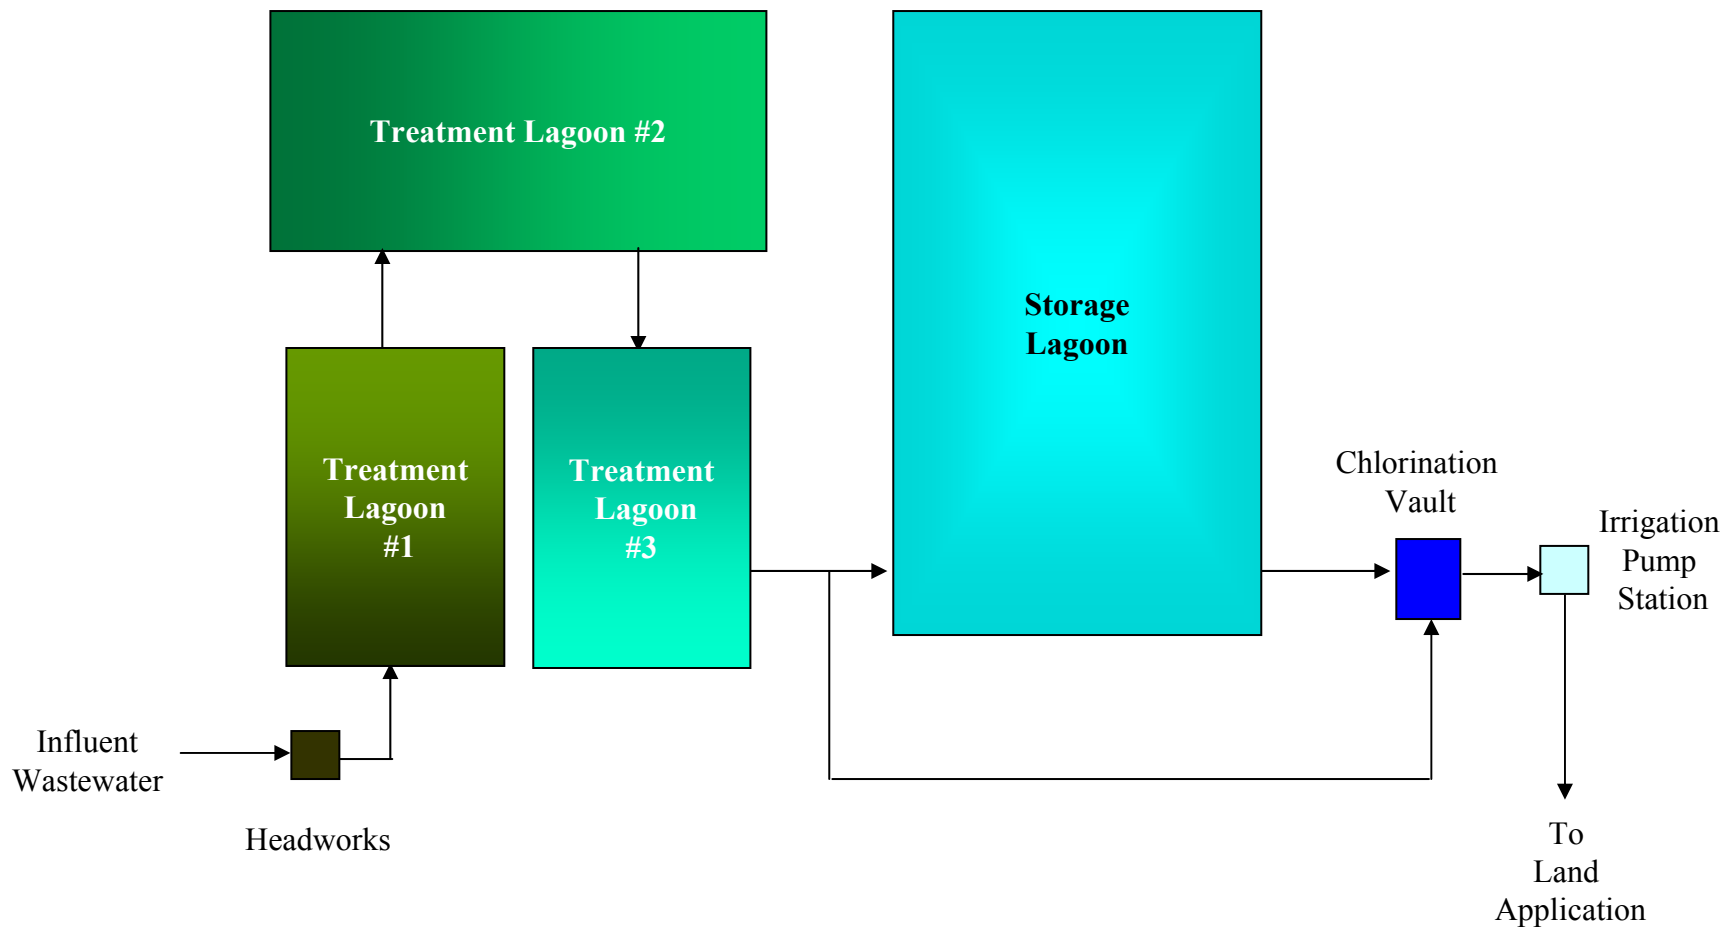 Treatment Lagoon #2
Storage
Lagoon
Treatment
Lagoon
#1
Treatment
Lagoon
#3
Chlorination
Vault
Irrigation
Pump
Station
Influent
Wastewater
Headworks
To
Land
Application